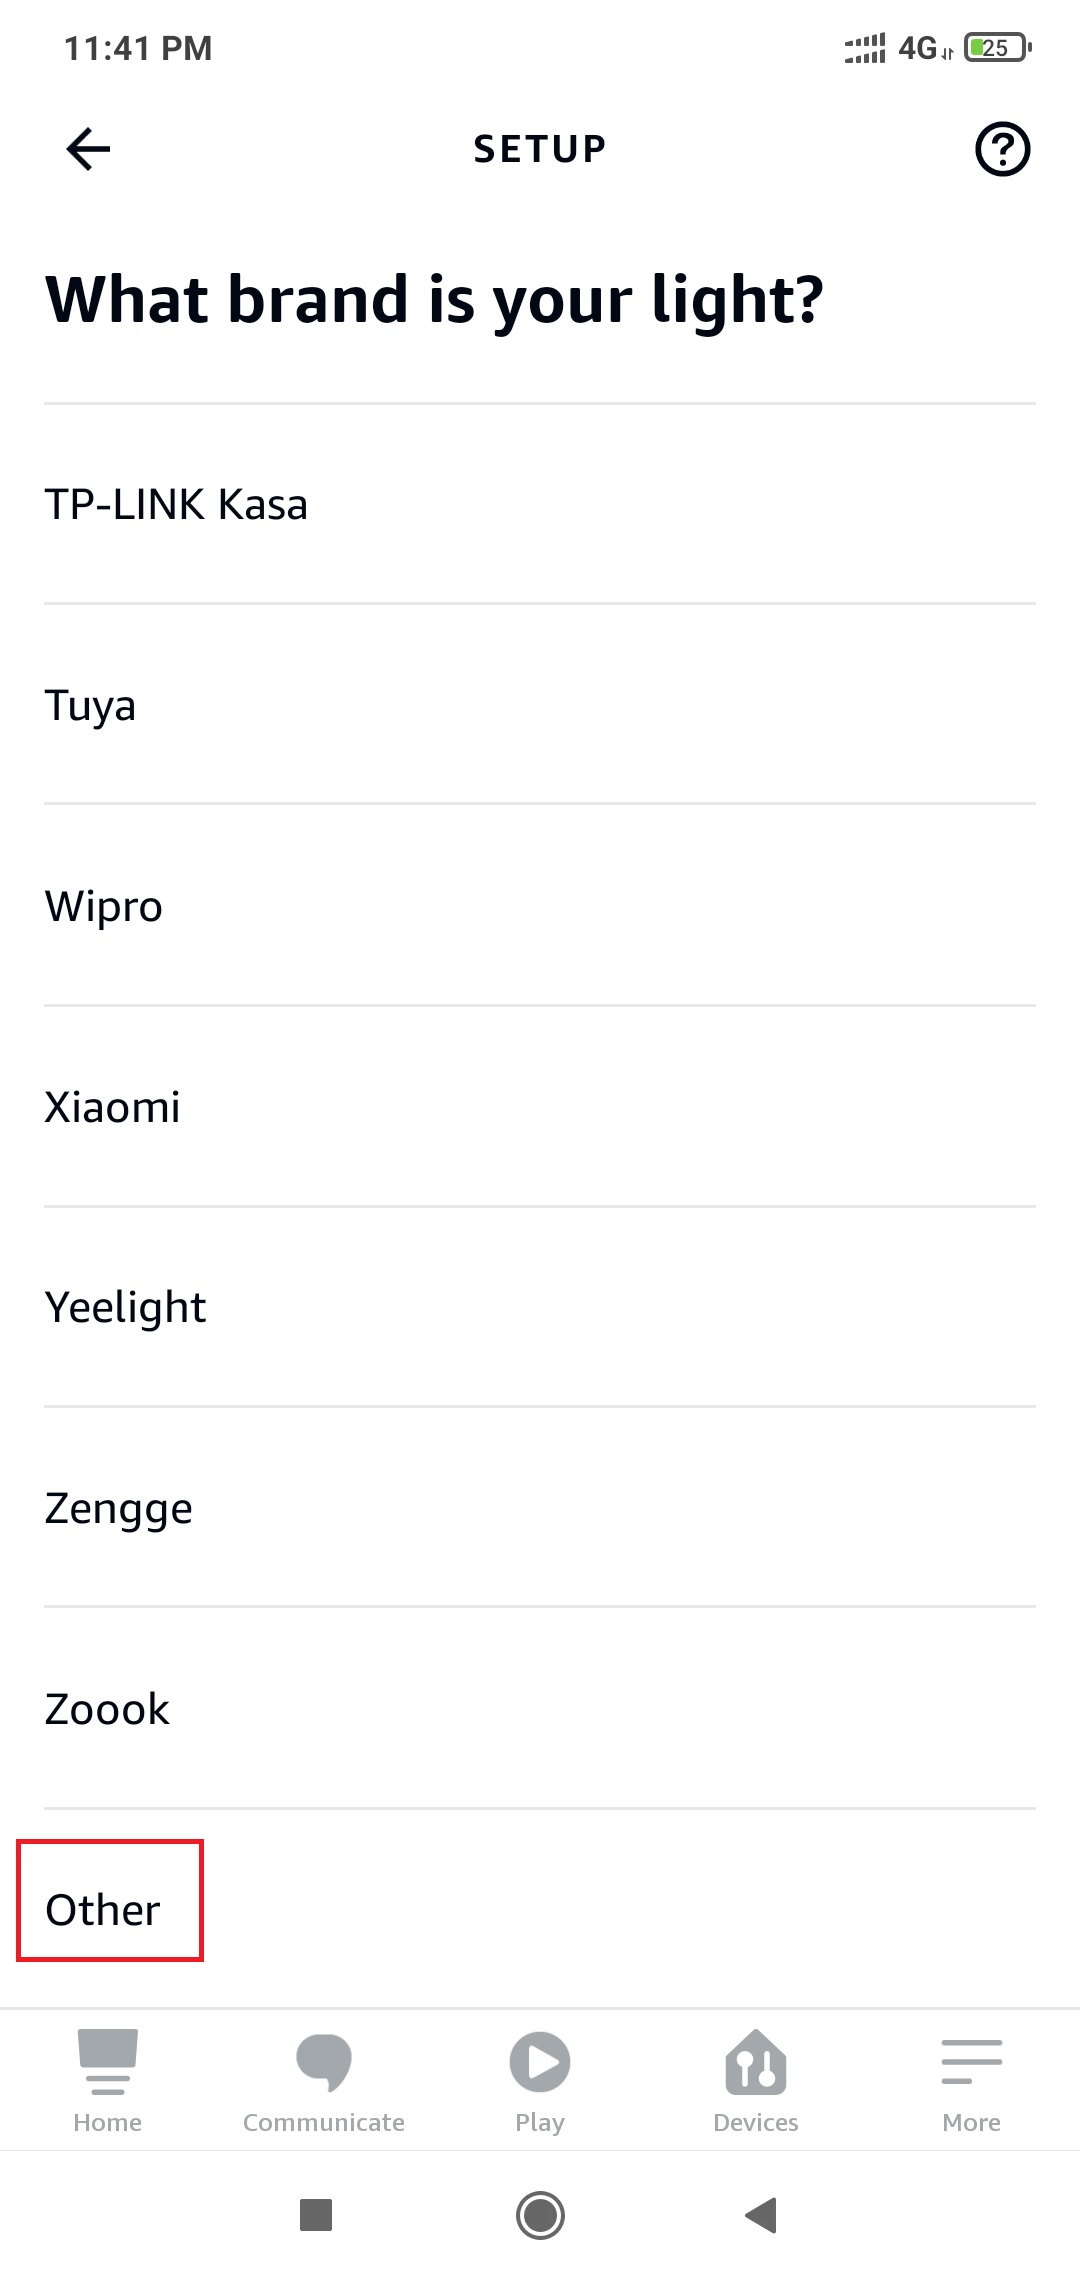 11:41 PM 4G 25
SETUP
What brand is your light?
TP-LINK Kasa
Tuya
Wipro
Xiaomi
Yeelight
Zengge
Zoook
Other
Home Communicate Play Devices More